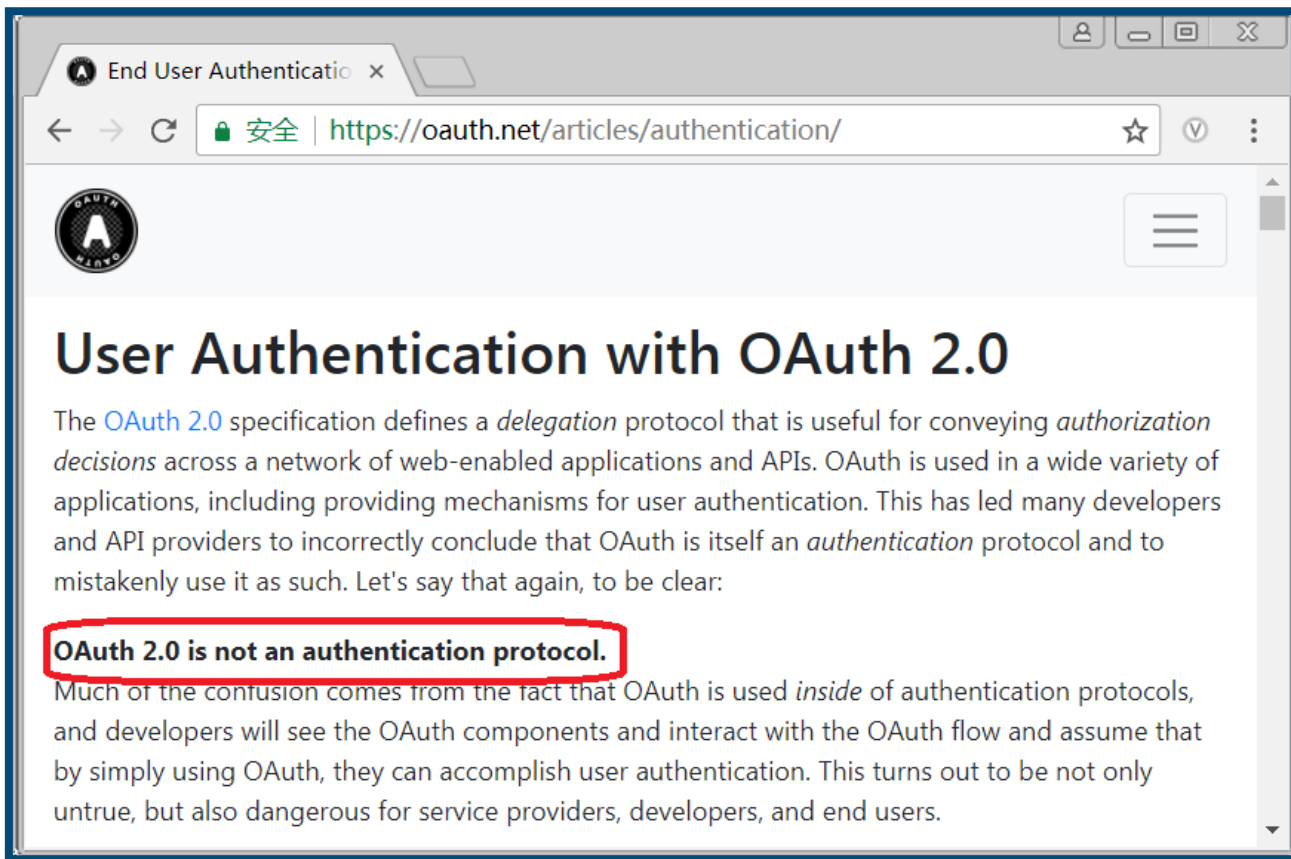 End User Authenticatio
安全 | https://oauth.net/articles/authentication/
OAUTH
A
OAUTH
User Authentication with OAuth 2.0
The OAuth 2.0 specification defines a delegation protocol that is useful for conveying authorization
decisions across a network of web-enabled applications and APIs. OAuth is used in a wide variety of
applications, including providing mechanisms for user authentication. This has led many developers
and API providers to incorrectly conclude that OAuth is itself an authentication protocol and to
mistakenly use it as such. Let's say that again, to be clear:
OAuth 2.0 is not an authentication protocol.
Much of the confusion comes from the fact that OAuth is used inside of authentication protocols,
and developers will see the OAuth components and interact with the OAuth flow and assume that
by simply using OAuth, they can accomplish user authentication. This turns out to be not only
untrue, but also dangerous for service providers, developers, and end users.